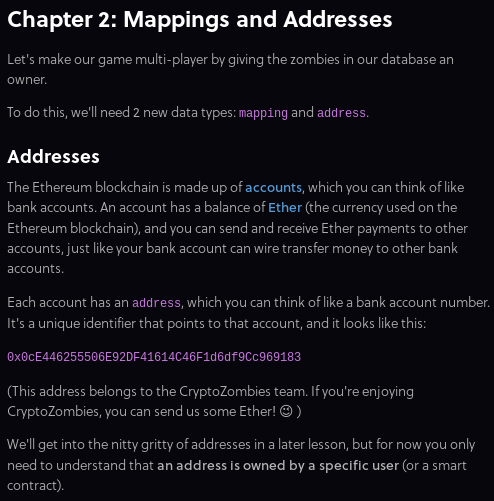 Chapter 2: Mappings and Addresses
Let's make our game multi-player by giving the zombies in our database an
owner.
To do this, we'll need 2 new data types: mapping and address.
Addresses
The Ethereum blockchain is made up of accounts, which you can think of like
bank accounts. An account has a balance of Ether (the currency used on the
Ethereum blockchain), and you can send and receive Ether payments to other
accounts, just like your bank account can wire transfer money to other bank
accounts.
Each account has an address, which you can think of like a bank account number.
It's a unique identifier that points to that account, and it looks like this:
0x0cE446255506E92DF41614C46F1d6df9Cc969183
(This address belongs to the CryptoZombies team. If you're enjoying
CryptoZombies, you can send us some Ether! 😉 )
We'll get into the nitty gritty of addresses in a later lesson, but for now you only
need to understand that an address is owned by a specific user (or a smart
contract).